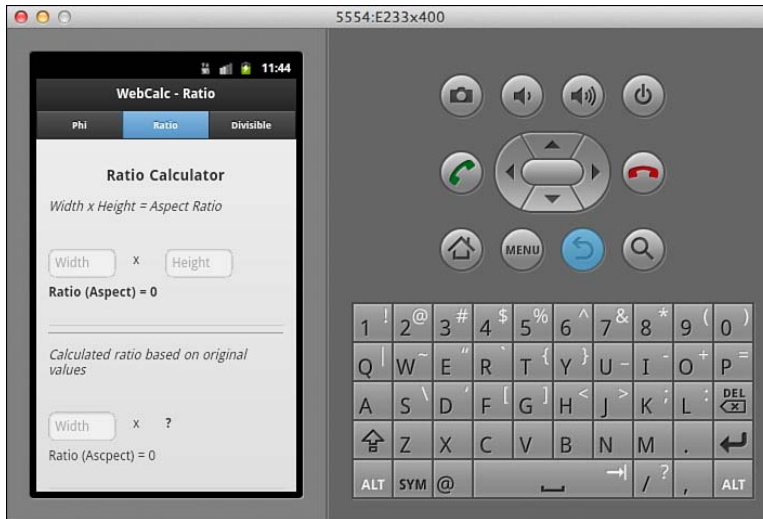 5554:E233x400
11:44
WebCalc - Ratio
Phi Ratio Divisible
Ratio Calculator
Width x Height = Aspect Ratio
Width x Height
Ratio (Aspect) = 0
Calculated ratio based on original
values
Width x ?
Ratio (Ascpect) = 0
MENU
1 ! 2 @ 3 # 4 $ 5 % 6 ^ 7 & 8 * 9 ( 0 )
Q | W ~ E " R ` T { Y } U _ I - O + P =
A S \ D ' F [ G ] H < J > K ; L : DEL
Z X C V B N M .
ALT SYM @ / ? , ALT